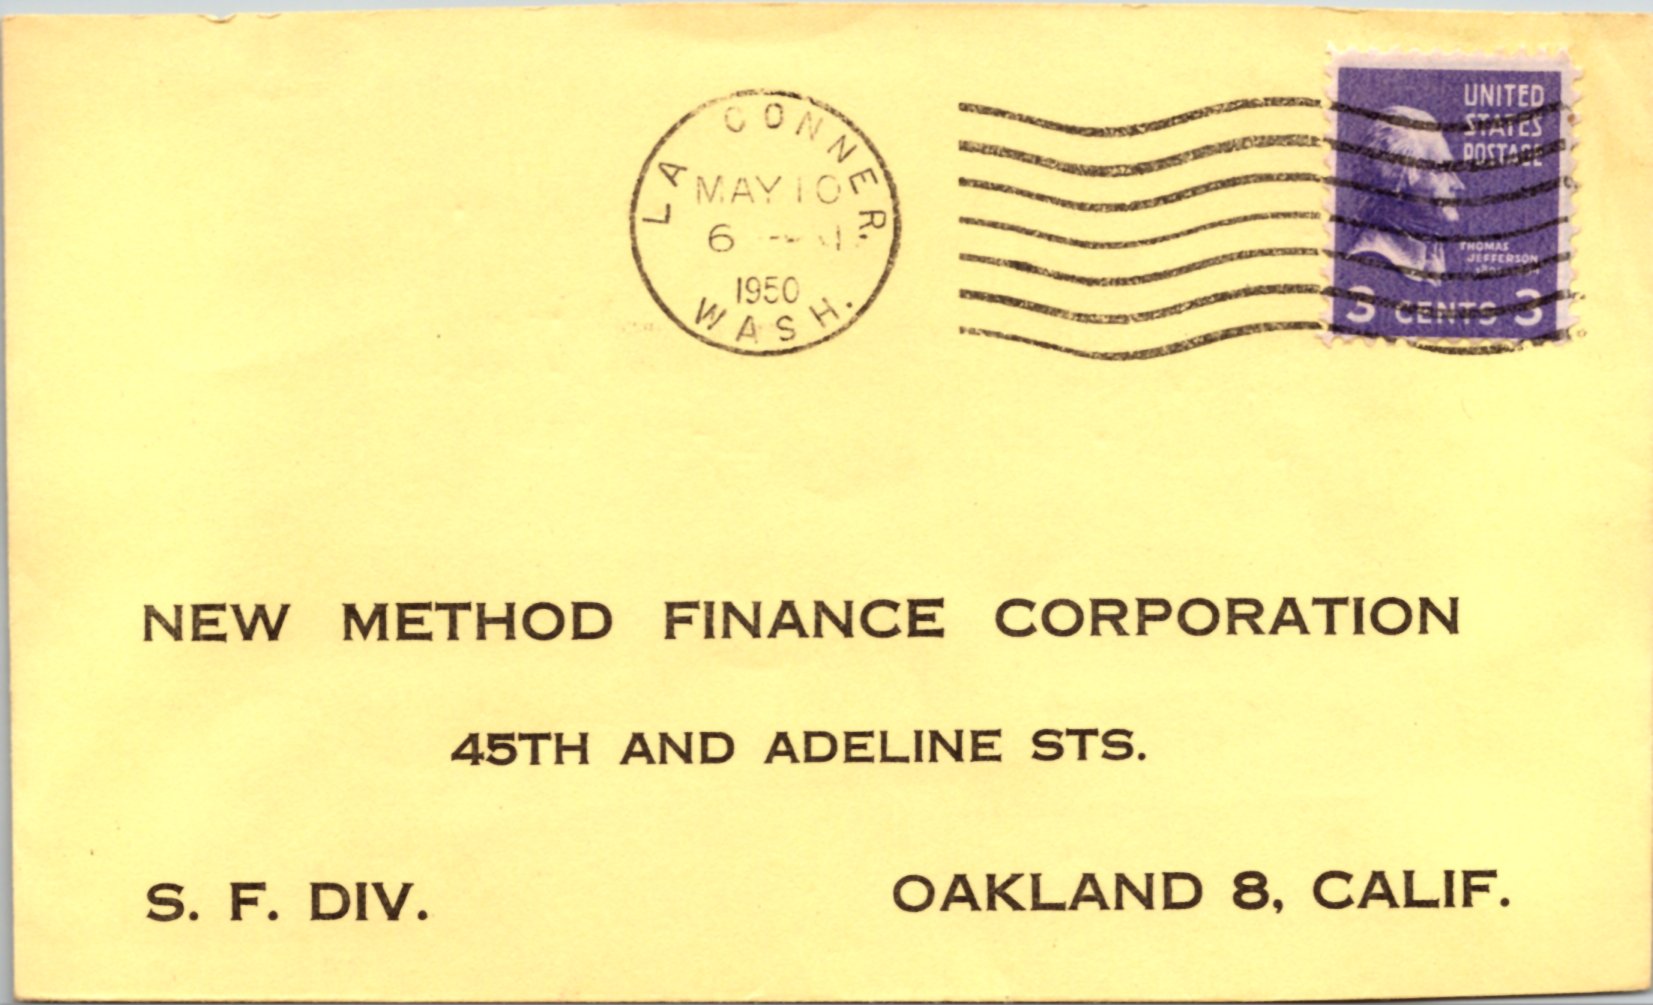 LA CONNER.
MAY 10
6
1950
WASH.
UNITED
STATES
POSTAGE
THOMAS
JEFFERSON
3 CENTS 3
NEW METHOD FINANCE CORPORATION
45TH AND ADELINE STS.
S. F. DIV.
OAKLAND 8, CALIF.